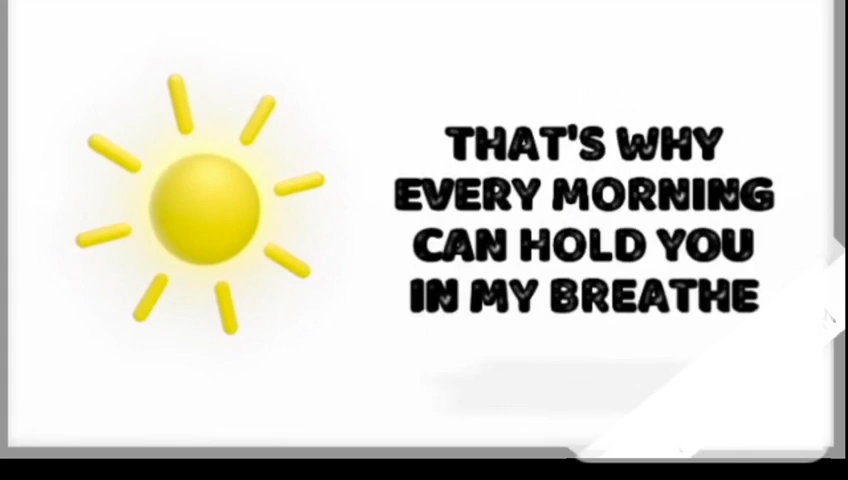 THAT'S WHY
EVERY MORNING
CAN HOLD YOU
IN MY BREATHE